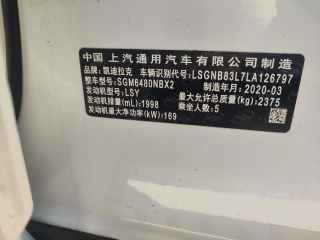 中国 上汽通用汽车有限公司制造
品牌:凯迪拉克 车辆识别代号:LSGNB83L7LA126797
整车型号:SGM6480NBX2 制造年月:2020-03
发动机型号:LSY 最大允许总质量(kg):2375
发动机排量(mL):1998 乘坐人数:5
发动机最大净功率(kW):169